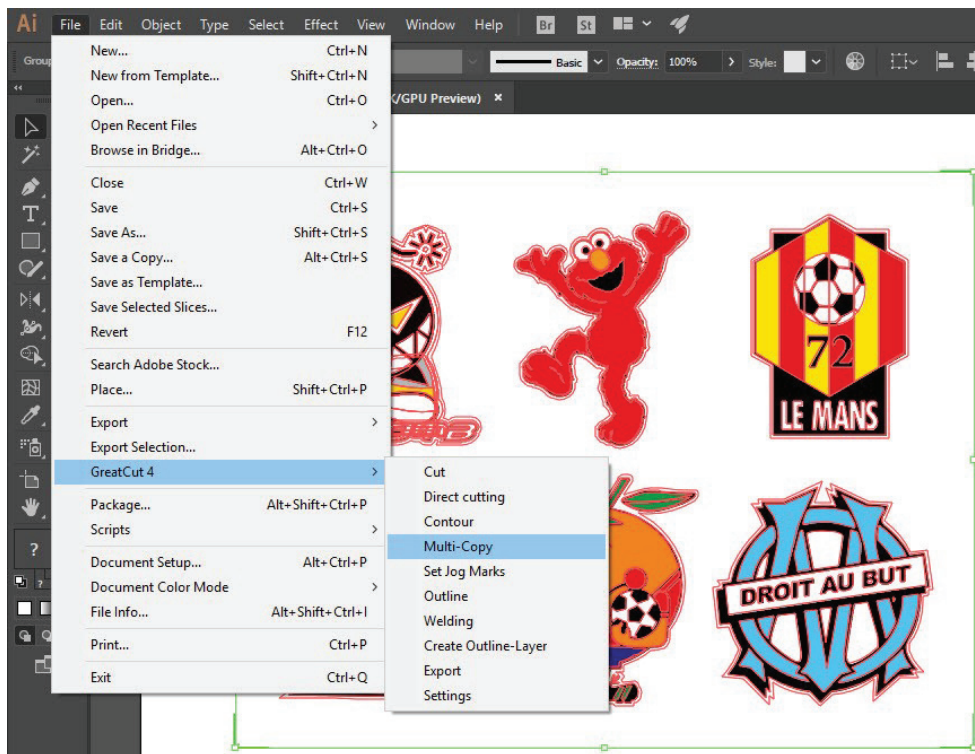 Ai File Edit Object Type Select Effect View Window Help Br St
Group Basic Opacity: 100% Style:
/GPU Preview) ×
New... Ctrl+N
New from Template... Shift+Ctrl+N
Open... Ctrl+O
Open Recent Files
Browse in Bridge... Alt+Ctrl+O
Close Ctrl+W
Save Ctrl+S
Save As... Shift+Ctrl+S
Save a Copy... Alt+Ctrl+S
Save as Template...
Save Selected Slices...
Revert F12
Search Adobe Stock...
Place... Shift+Ctrl+P
Export
Export Selection...
GreatCut 4
Package... Alt+Shift+Ctrl+P
Scripts
Document Setup... Alt+Ctrl+P
Document Color Mode
File Info... Alt+Shift+Ctrl+I
Print... Ctrl+P
Exit Ctrl+Q
Cut
Direct cutting
Contour
Multi-Copy
Set Jog Marks
Outline
Welding
Create Outline-Layer
Export
Settings
72
LE MANS
DROIT AU BUT